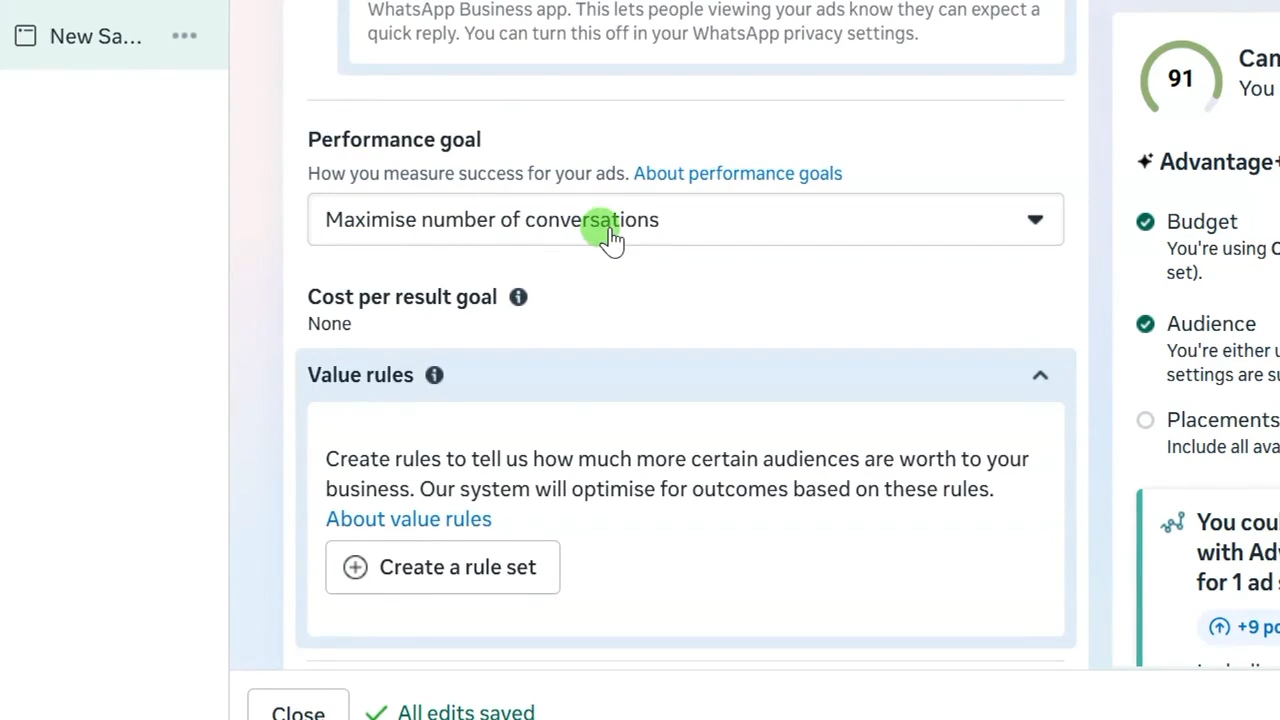 New Sa...
WhatsApp Business app. This lets people viewing your ads know they can expect a
quick reply. You can turn this off in your WhatsApp privacy settings.
Performance goal
How you measure success for your ads. About performance goals
Maximise number of conversations
Cost per result goal
None
Value rules
Create rules to tell us how much more certain audiences are worth to your
business. Our system will optimise for outcomes based on these rules.
About value rules
Create a rule set
Close
All edits saved
91
You
Advantage+
Budget
You're using
set).
Audience
You're either
settings are
Placements
Include all
You
with
for 1 ad
+9